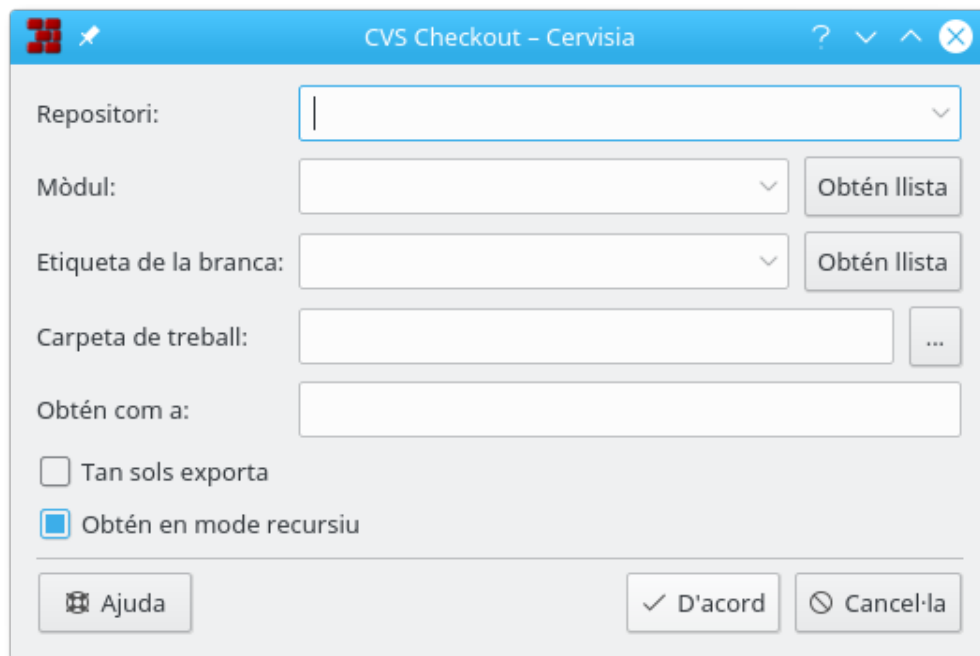 CVS Checkout – Cervisia
Repositori:
Mòdul:
Obtén llista
Etiqueta de la branca:
Obtén llista
Carpeta de treball:
...
Obtén com a:
Tan sols exporta
Obtén en mode recursiu
Ajuda
D'acord
Cancel·la